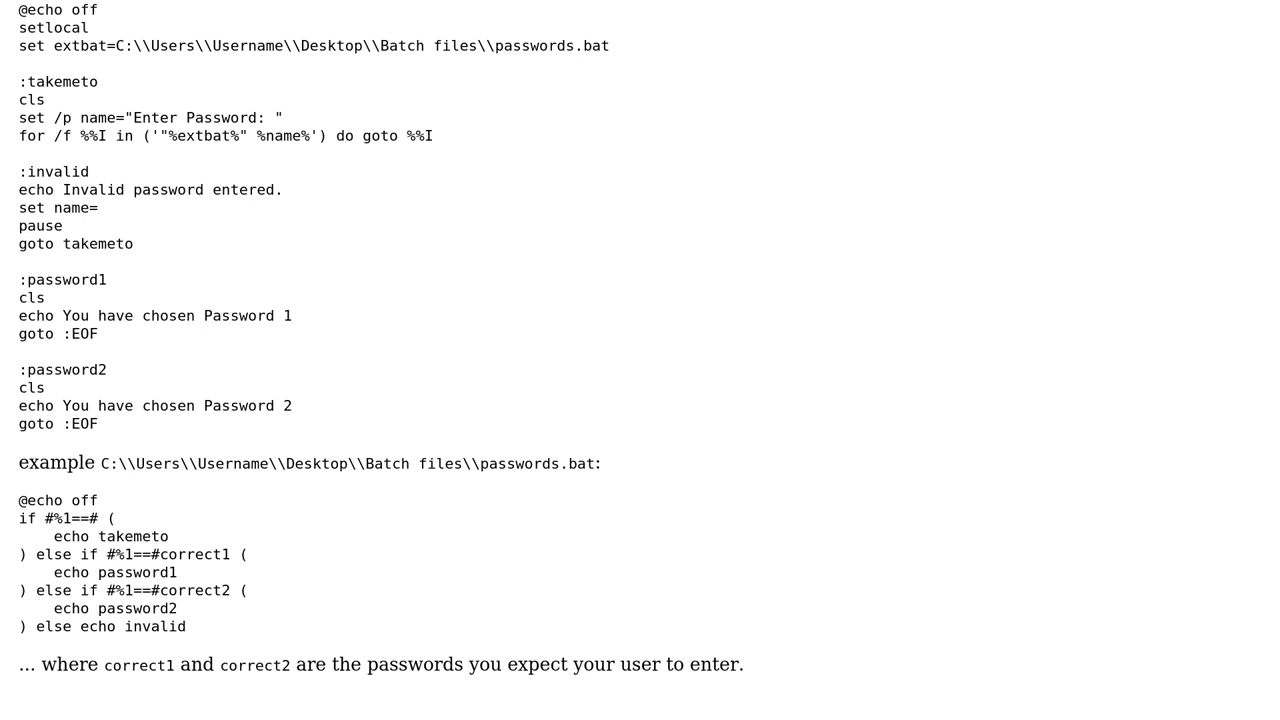 @echo off
setlocal
set extbat=C:\\Users\\Username\\Desktop\\Batch files\\passwords.bat
:takemeto
cls
set /p name="Enter Password: "
for /f %%I in ('"%extbat%" %name%') do goto %%I
:invalid
echo Invalid password entered.
set name=
pause
goto takemeto
:password1
cls
echo You have chosen Password 1
goto :EOF
:password2
cls
echo You have chosen Password 2
goto :EOF
example C:\\Users\\Username\\Desktop\\Batch files\\passwords.bat:
@echo off
if #%1==# (
    echo takemeto
) else if #%1==#correct1 (
    echo password1
) else if #%1==#correct2 (
    echo password2
) else echo invalid
... where correct1 and correct2 are the passwords you expect your user to enter.